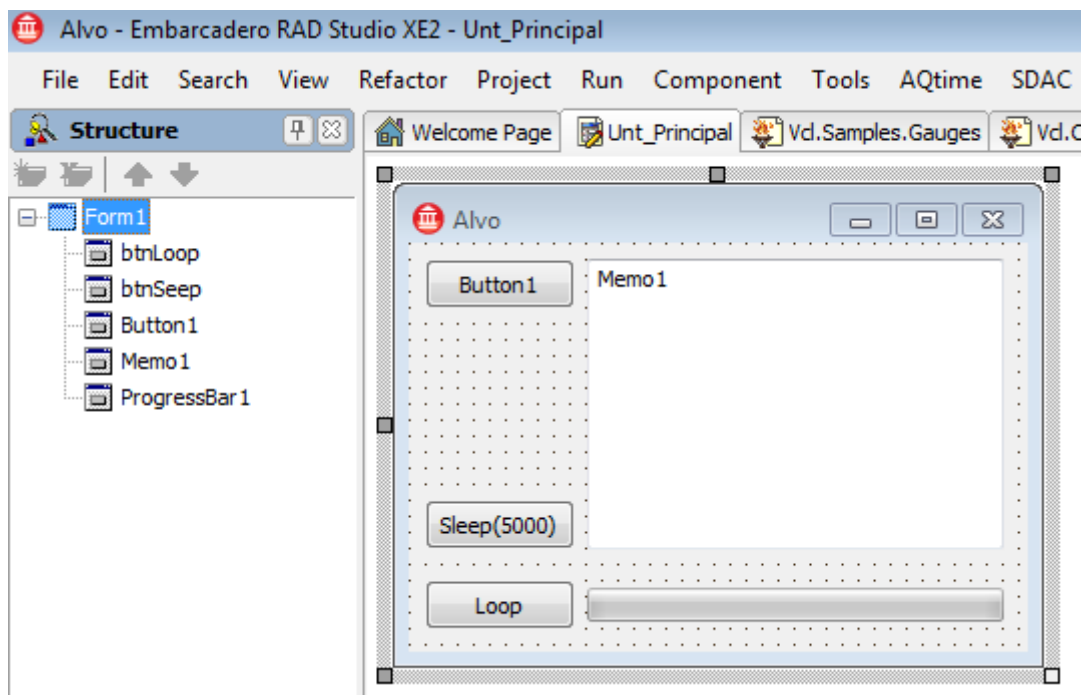 Alvo - Embarcadero RAD Studio XE2 - Unt_Principal
File Edit Search View Refactor Project Run Component Tools AQtime SDAC
Structure
Welcome Page Unt_Principal Vcl.Samples.Gauges Vcl.C
Form1
btnLoop
btnSeep
Button1
Memo1
ProgressBar1
Alvo
Button1 Memo1
Sleep(5000)
Loop